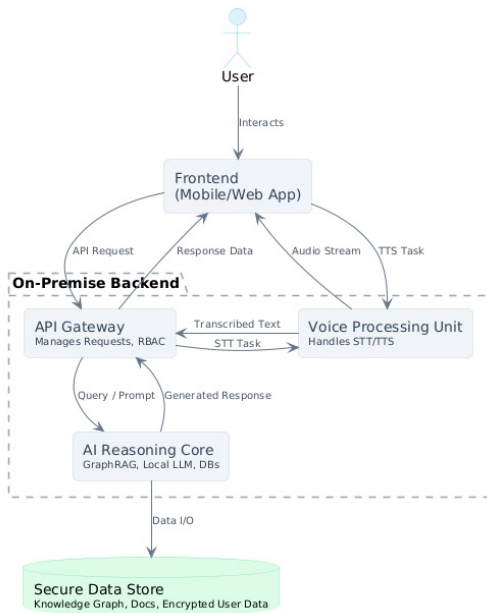 User
Interacts
Frontend
(Mobile/Web App)
API Request
Response Data
Audio Stream
TTS Task
On-Premise Backend
API Gateway
Manages Requests, RBAC
Transcribed Text
STT Task
Voice Processing Unit
Handles STT/TTS
Query / Prompt
Generated Response
AI Reasoning Core
GraphRAG, Local LLM, DBs
Data I/O
Secure Data Store
Knowledge Graph, Docs, Encrypted User Data